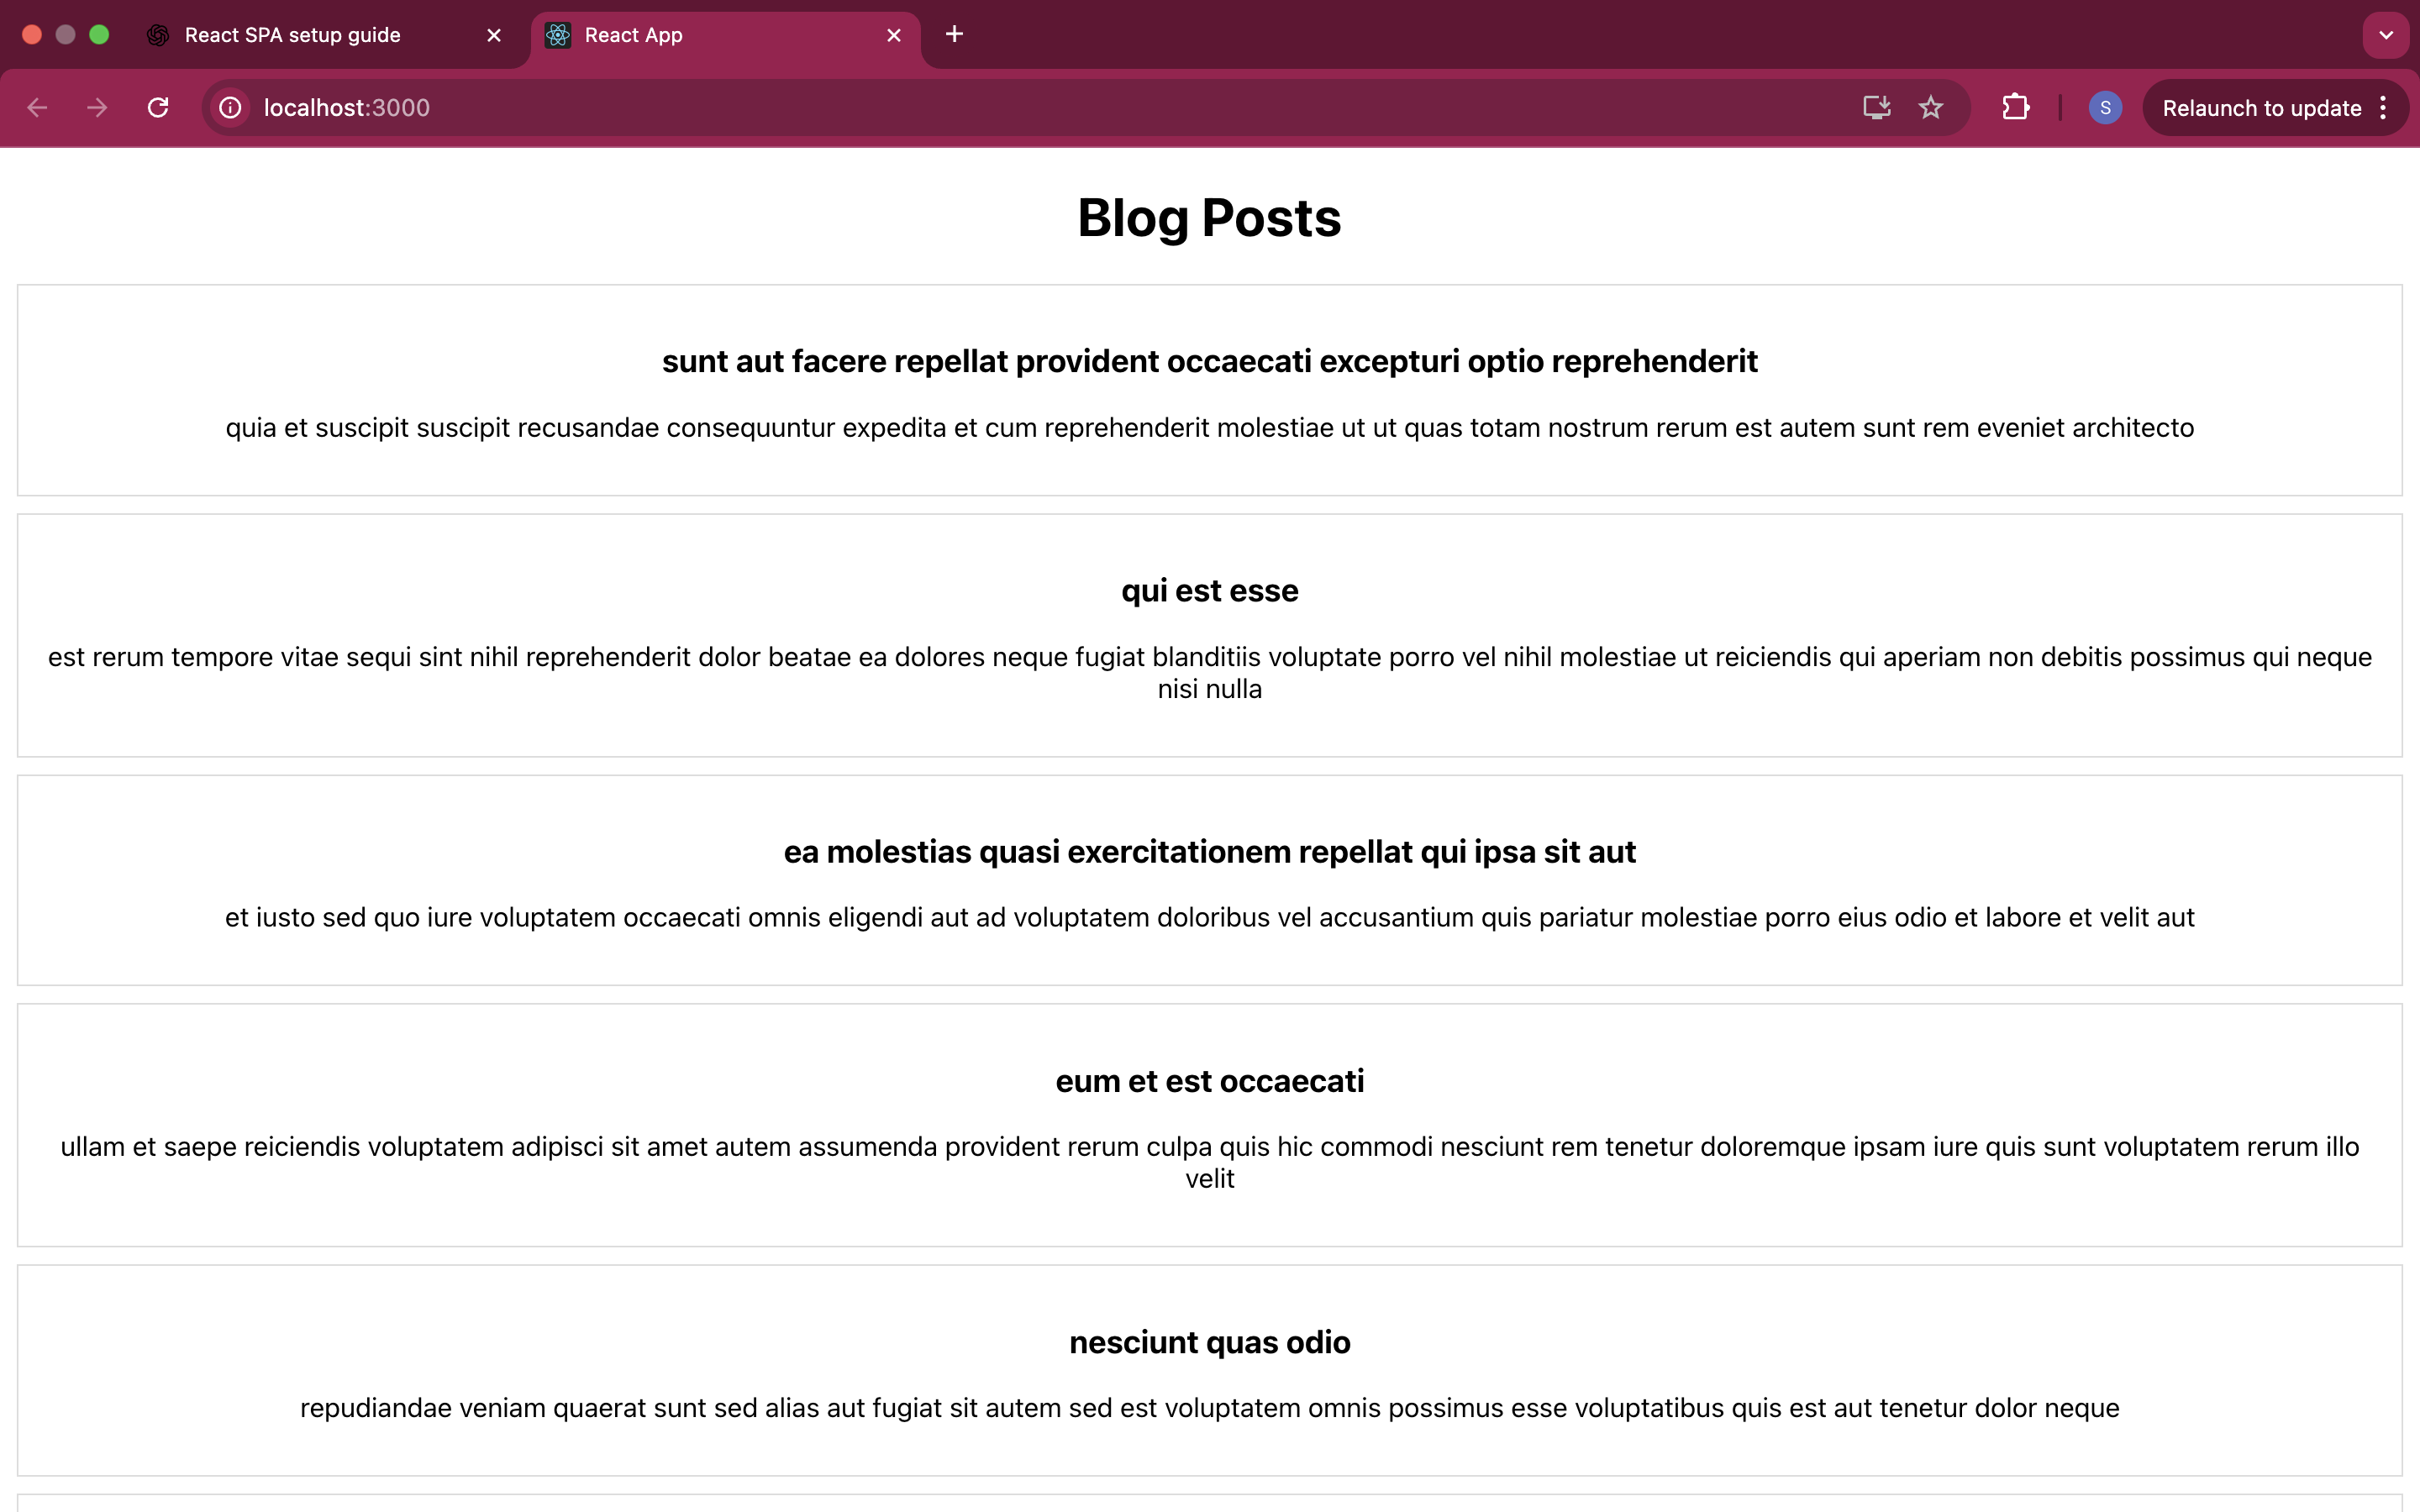 React SPA setup guide
React App
localhost:3000
S
Relaunch to update
Blog Posts
sunt aut facere repellat provident occaecati excepturi optio reprehenderit
quia et suscipit suscipit recusandae consequuntur expedita et cum reprehenderit molestiae ut ut quas totam nostrum rerum est autem sunt rem eveniet architecto
qui est esse
est rerum tempore vitae sequi sint nihil reprehenderit dolor beatae ea dolores neque fugiat blanditiis voluptate porro vel nihil molestiae ut reiciendis qui aperiam non debitis possimus qui neque
nisi nulla
ea molestias quasi exercitationem repellat qui ipsa sit aut
et iusto sed quo iure voluptatem occaecati omnis eligendi aut ad voluptatem doloribus vel accusantium quis pariatur molestiae porro eius odio et labore et velit aut
eum et est occaecati
ullam et saepe reiciendis voluptatem adipisci sit amet autem assumenda provident rerum culpa quis hic commodi nesciunt rem tenetur doloremque ipsam iure quis sunt voluptatem rerum illo
velit
nesciunt quas odio
repudiandae veniam quaerat sunt sed alias aut fugiat sit autem sed est voluptatem omnis possimus esse voluptatibus quis est aut tenetur dolor neque